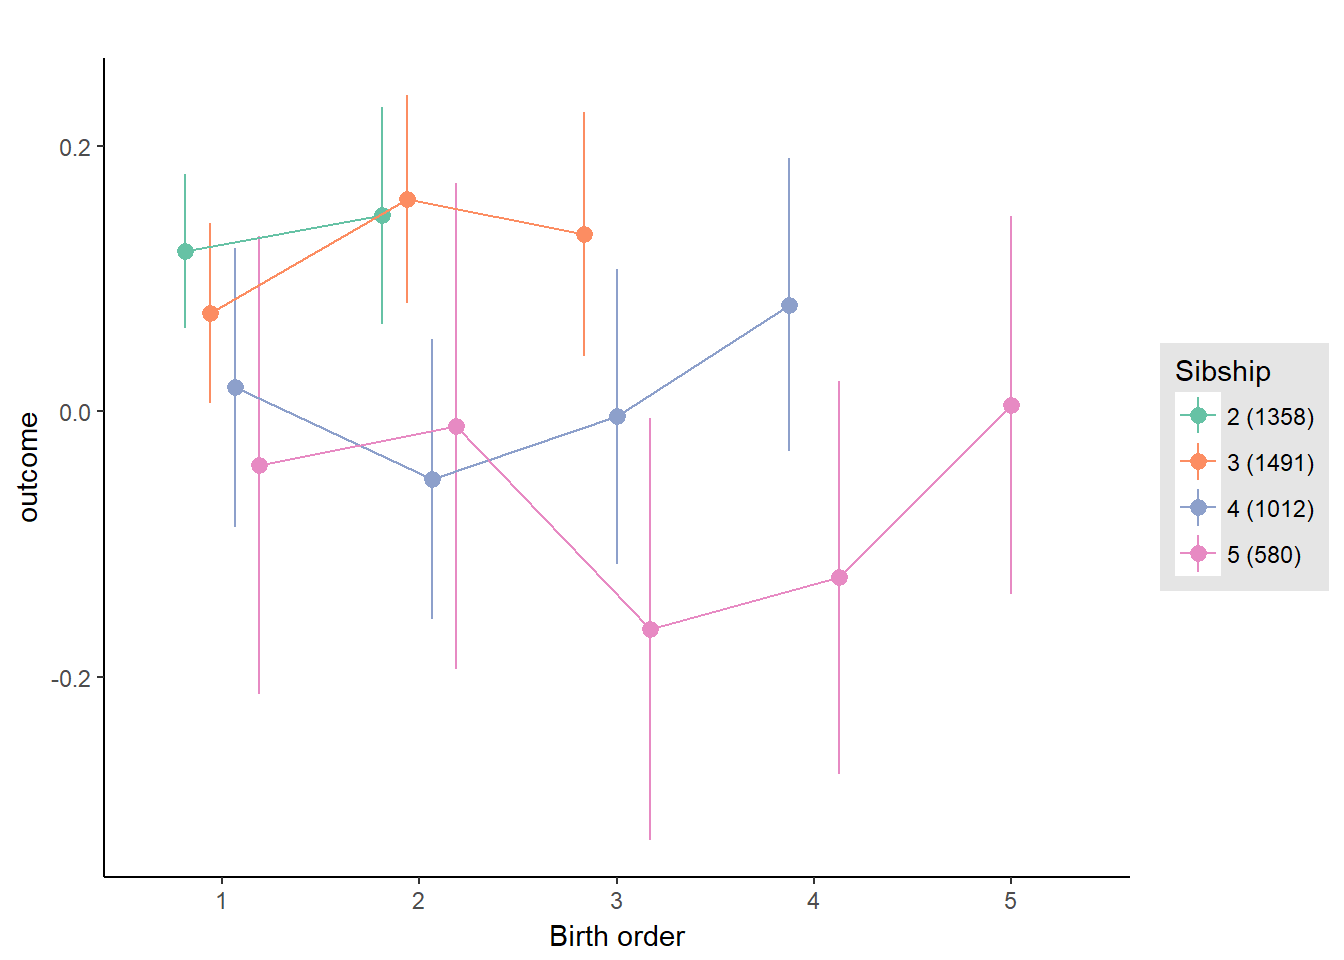 0.2
0.0
-0.2
outcome
1 2 3 4 5
Birth order
Sibship
2 (1358)
3 (1491)
4 (1012)
5 (580)